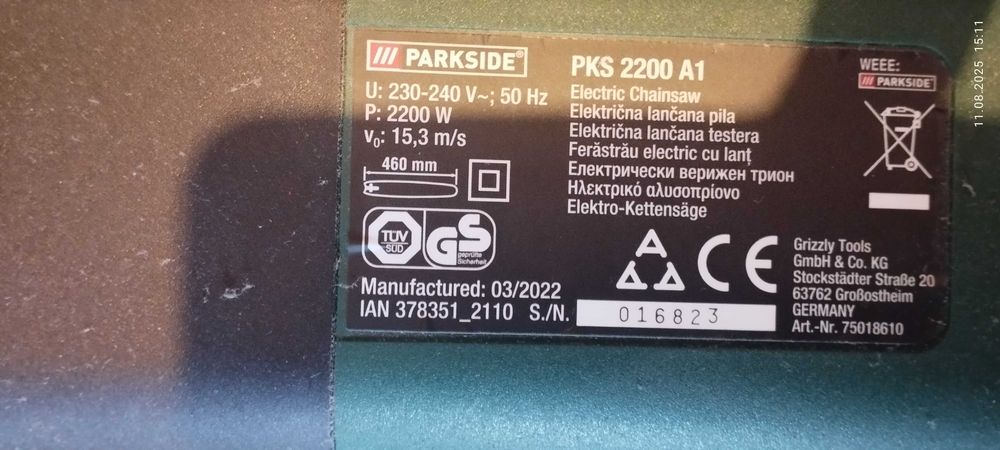 /// PARKSIDE®
U: 230-240 V~; 50 Hz
P: 2200 W
v₀: 15,3 m/s
460 mm
TÜV
SÜD
GS
geprüfte
Sicherheit
Manufactured: 03/2022
IAN 378351_2110 S./N. 016823
PKS 2200 A1
Electric Chainsaw
Električna lančana pila
Električna lančana testera
Ferăstrău electric cu lanț
Електрически верижен трион
Ηλεκτρικό αλυσοπρίονο
Elektro-Kettensäge
CE
WEEE:
/// PARKSIDE
Grizzly Tools
GmbH & Co. KG
Stockstädter Straße 20
63762 Großostheim
GERMANY
Art.-Nr. 75018610
11.08.2025 15:11